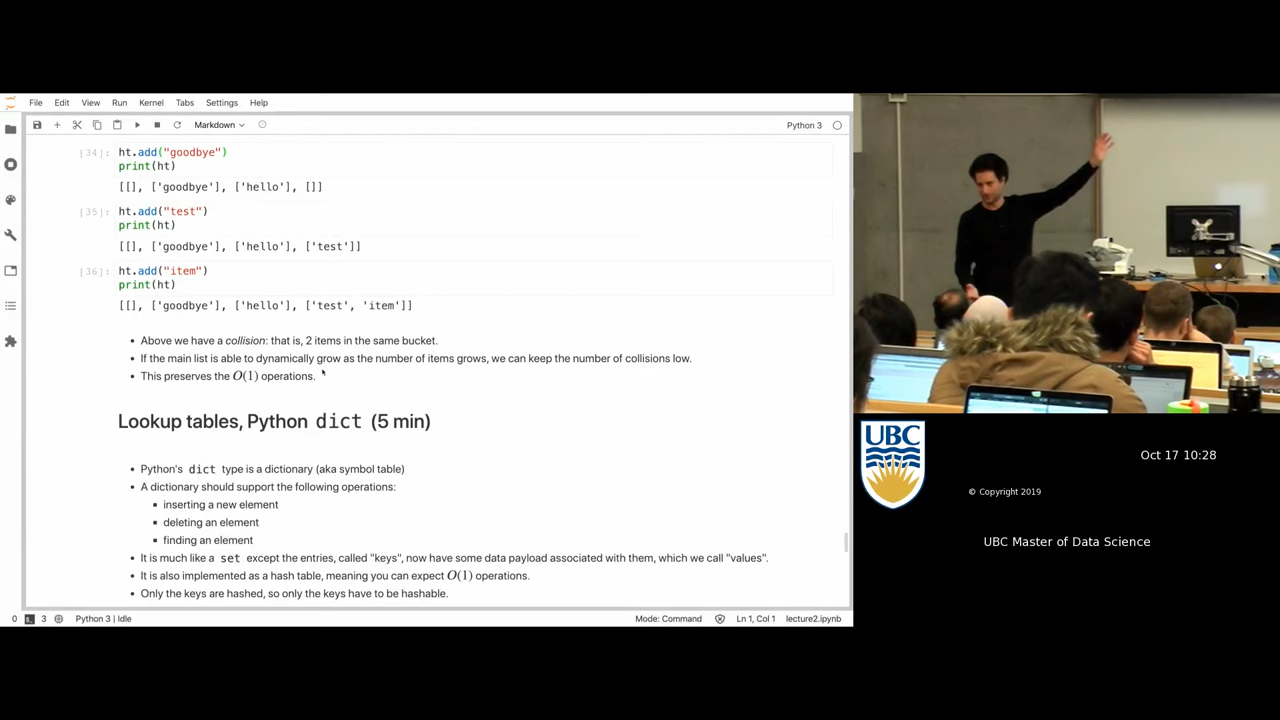 File Edit View Run Kernel Tabs Settings Help
Markdown Python 3
[34]: ht.add("goodbye")
print(ht)
[[], ['goodbye'], ['hello'], []]
[35]: ht.add("test")
print(ht)
[[], ['goodbye'], ['hello'], ['test']]
[36]: ht.add("item")
print(ht)
[[], ['goodbye'], ['hello'], ['test', 'item']]
• Above we have a collision: that is, 2 items in the same bucket.
• If the main list is able to dynamically grow as the number of items grows, we can keep the number of collisions low.
• This preserves the O(1) operations.
Lookup tables, Python dict (5 min)
• Python's dict type is a dictionary (aka symbol table)
• A dictionary should support the following operations:
▪ inserting a new element
▪ deleting an element
▪ finding an element
• It is much like a set except the entries, called "keys", now have some data payload associated with them, which we call "values".
• It is also implemented as a hash table, meaning you can expect O(1) operations.
• Only the keys are hashed, so only the keys have to be hashable.
0 3 Python 3 | Idle Mode: Command Ln 1, Col 1 lecture2.ipynb
UBC
Oct 17 10:28
© Copyright 2019
UBC Master of Data Science